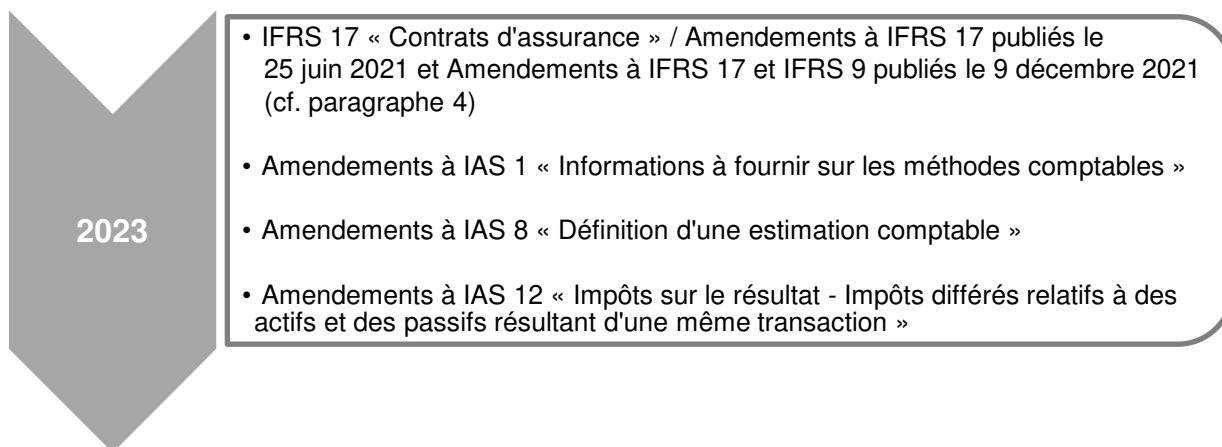 • IFRS 17 « Contrats d'assurance » / Amendements à IFRS 17 publiés le
25 juin 2021 et Amendements à IFRS 17 et IFRS 9 publiés le 9 décembre 2021
(cf. paragraphe 4)
• Amendements à IAS 1 « Informations à fournir sur les méthodes comptables »
2023
• Amendements à IAS 8 « Définition d'une estimation comptable »
• Amendements à IAS 12 « Impôts sur le résultat - Impôts différés relatifs à des
actifs et des passifs résultant d'une même transaction »